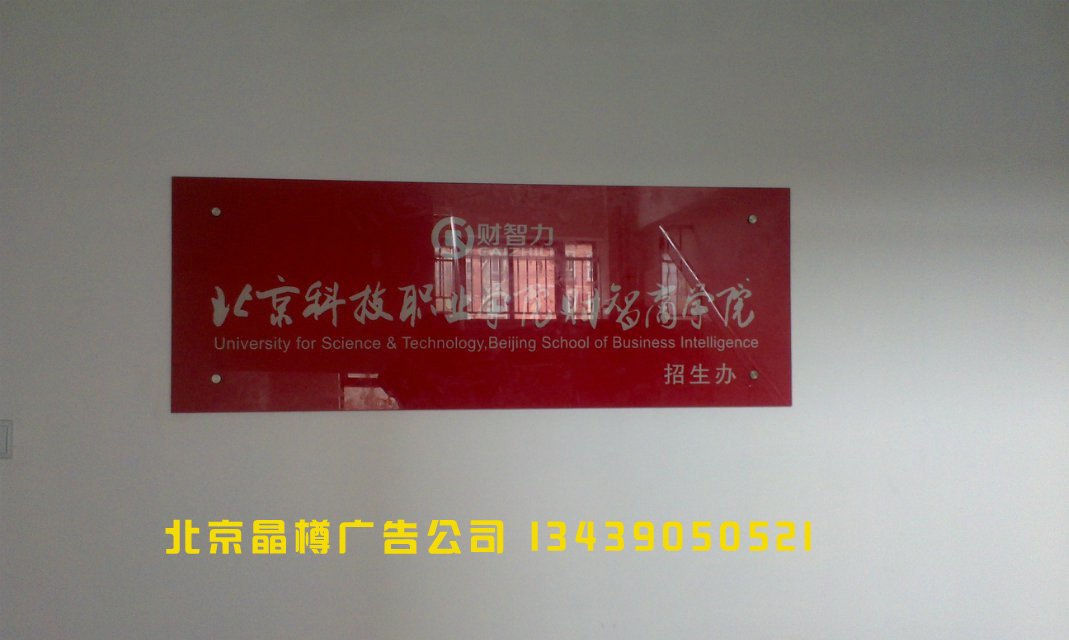 财智力
北京科技职业学院财智商学院
University for Science & Technology,Beijing School of Business Intelligence
招生办
北京晶樽广告公司 13439050521